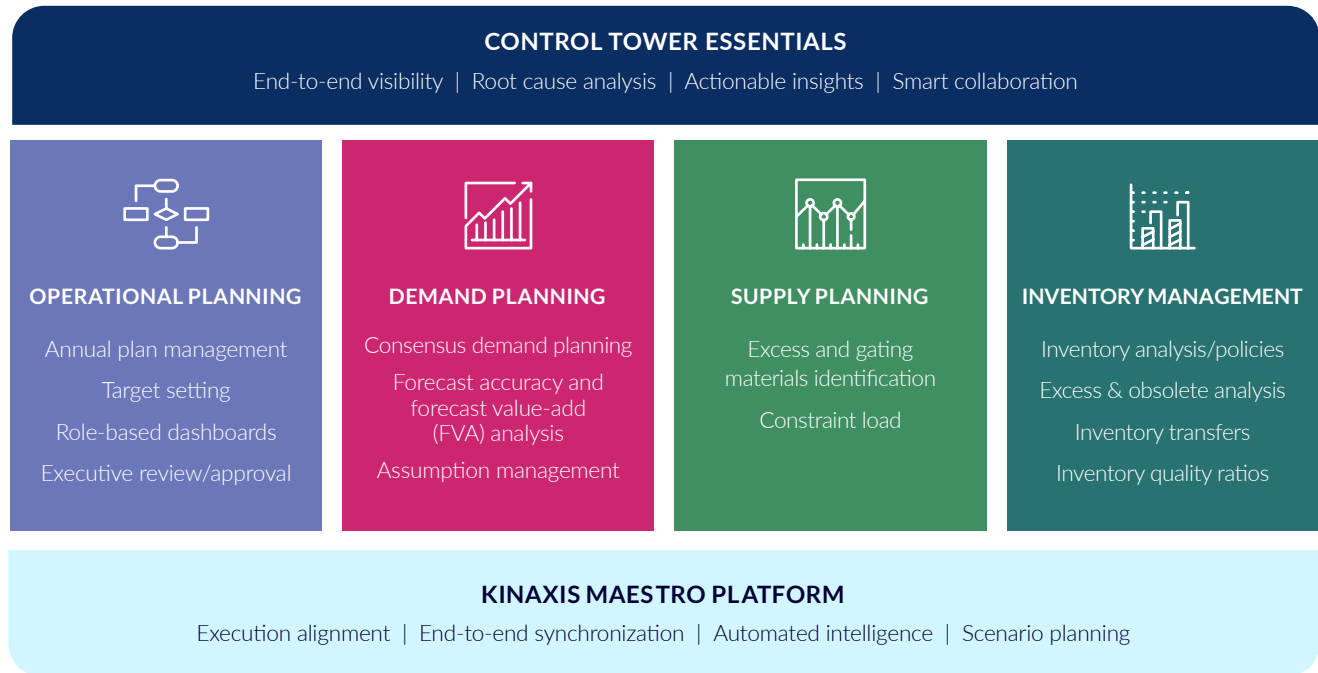 CONTROL TOWER ESSENTIALS
End-to-end visibility | Root cause analysis | Actionable insights | Smart collaboration
OPERATIONAL PLANNING
Annual plan management
Target setting
Role-based dashboards
Executive review/approval
DEMAND PLANNING
Consensus demand planning
Forecast accuracy and
forecast value-add
(FVA) analysis
Assumption management
SUPPLY PLANNING
Excess and gating
materials identification
Constraint load
INVENTORY MANAGEMENT
Inventory analysis/policies
Excess & obsolete analysis
Inventory transfers
Inventory quality ratios
KINAXIS MAESTRO PLATFORM
Execution alignment | End-to-end synchronization | Automated intelligence | Scenario planning